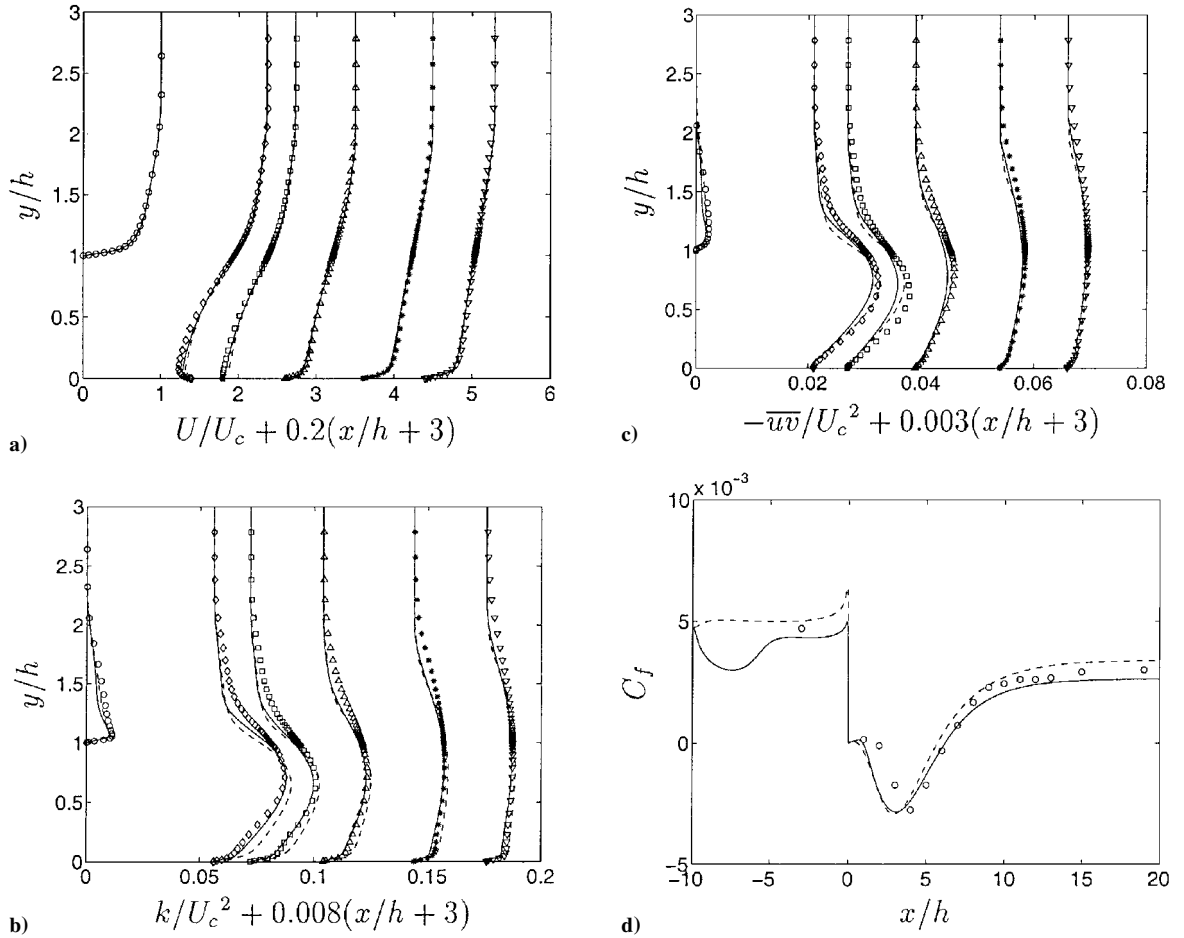 3
2.5
2
1.5
1
0.5
0
y/h
0 1 2 3 4 5 6
U/U_c + 0.2(x/h + 3)
a)
3
2.5
2
1.5
1
0.5
0
y/h
0 0.02 0.04 0.06 0.08
-\overline{uv}/U_c^2 + 0.003(x/h + 3)
c)
3
2.5
2
1.5
1
0.5
0
y/h
0 0.05 0.1 0.15 0.2
k/U_c^2 + 0.008(x/h + 3)
b)
10 × 10^{-3}
5
0
-5
C_f
-10 -5 0 5 10 15 20
x/h
d)